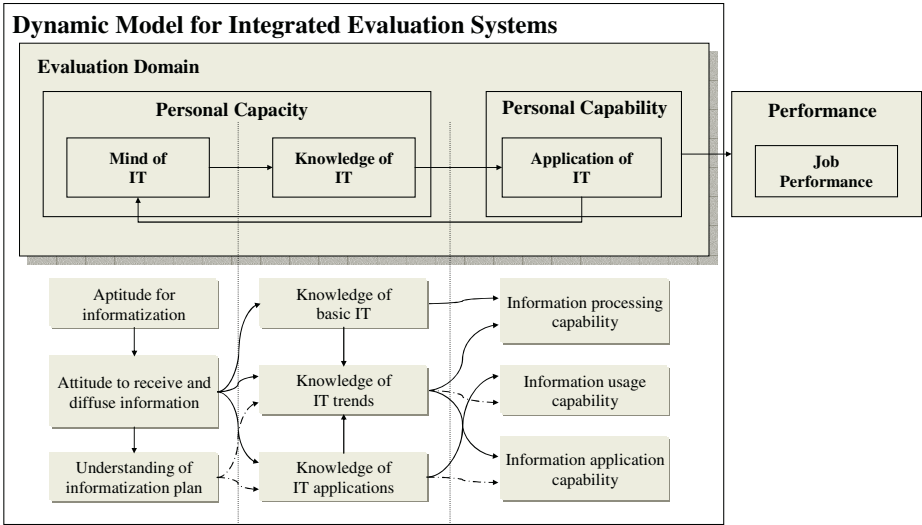 Dynamic Model for Integrated Evaluation Systems
Evaluation Domain
Personal Capacity
Mind of
IT
Knowledge of
IT
Personal Capability
Application of
IT
Performance
Job
Performance
Aptitude for
informatization
Attitude to receive and
diffuse information
Understanding of
informatization plan
Knowledge of
basic IT
Knowledge of
IT trends
Knowledge of
IT applications
Information processing
capability
Information usage
capability
Information application
capability